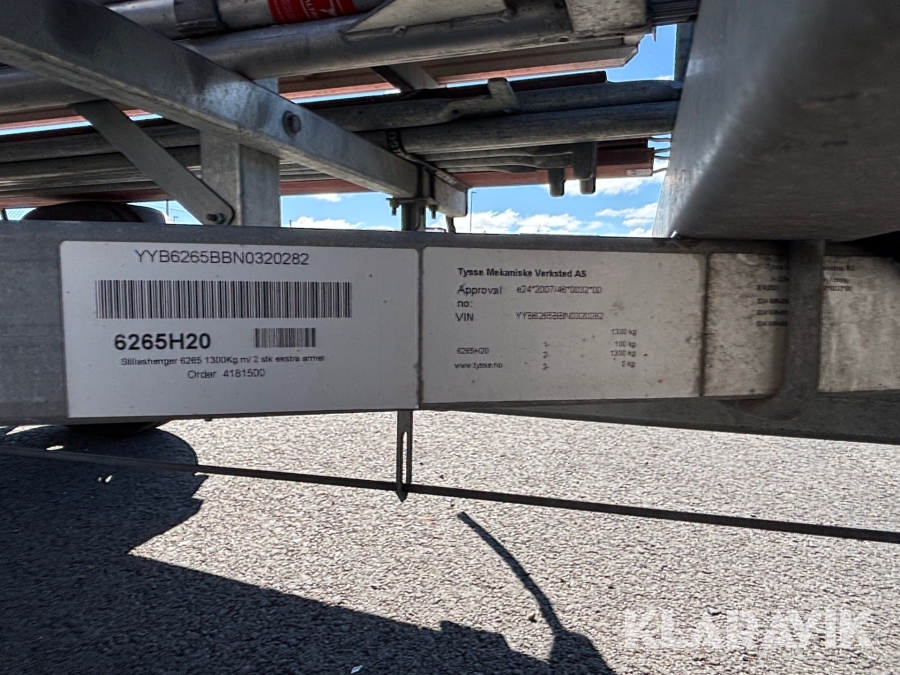 YYB6265BBN0320282
6265H20
Stillashenger 6265 1300Kg m/ 2 stk ekstra armer
Order: 4181500
Tysse Mekaniske Verksted AS
Approval no: e24*2007/46*0032*00
VIN YYB6265BBN0320282
1300 kg
1- 100 kg
6265H20 2- 1300 kg
www.tysse.no 3- 0 kg
KLARAVIK